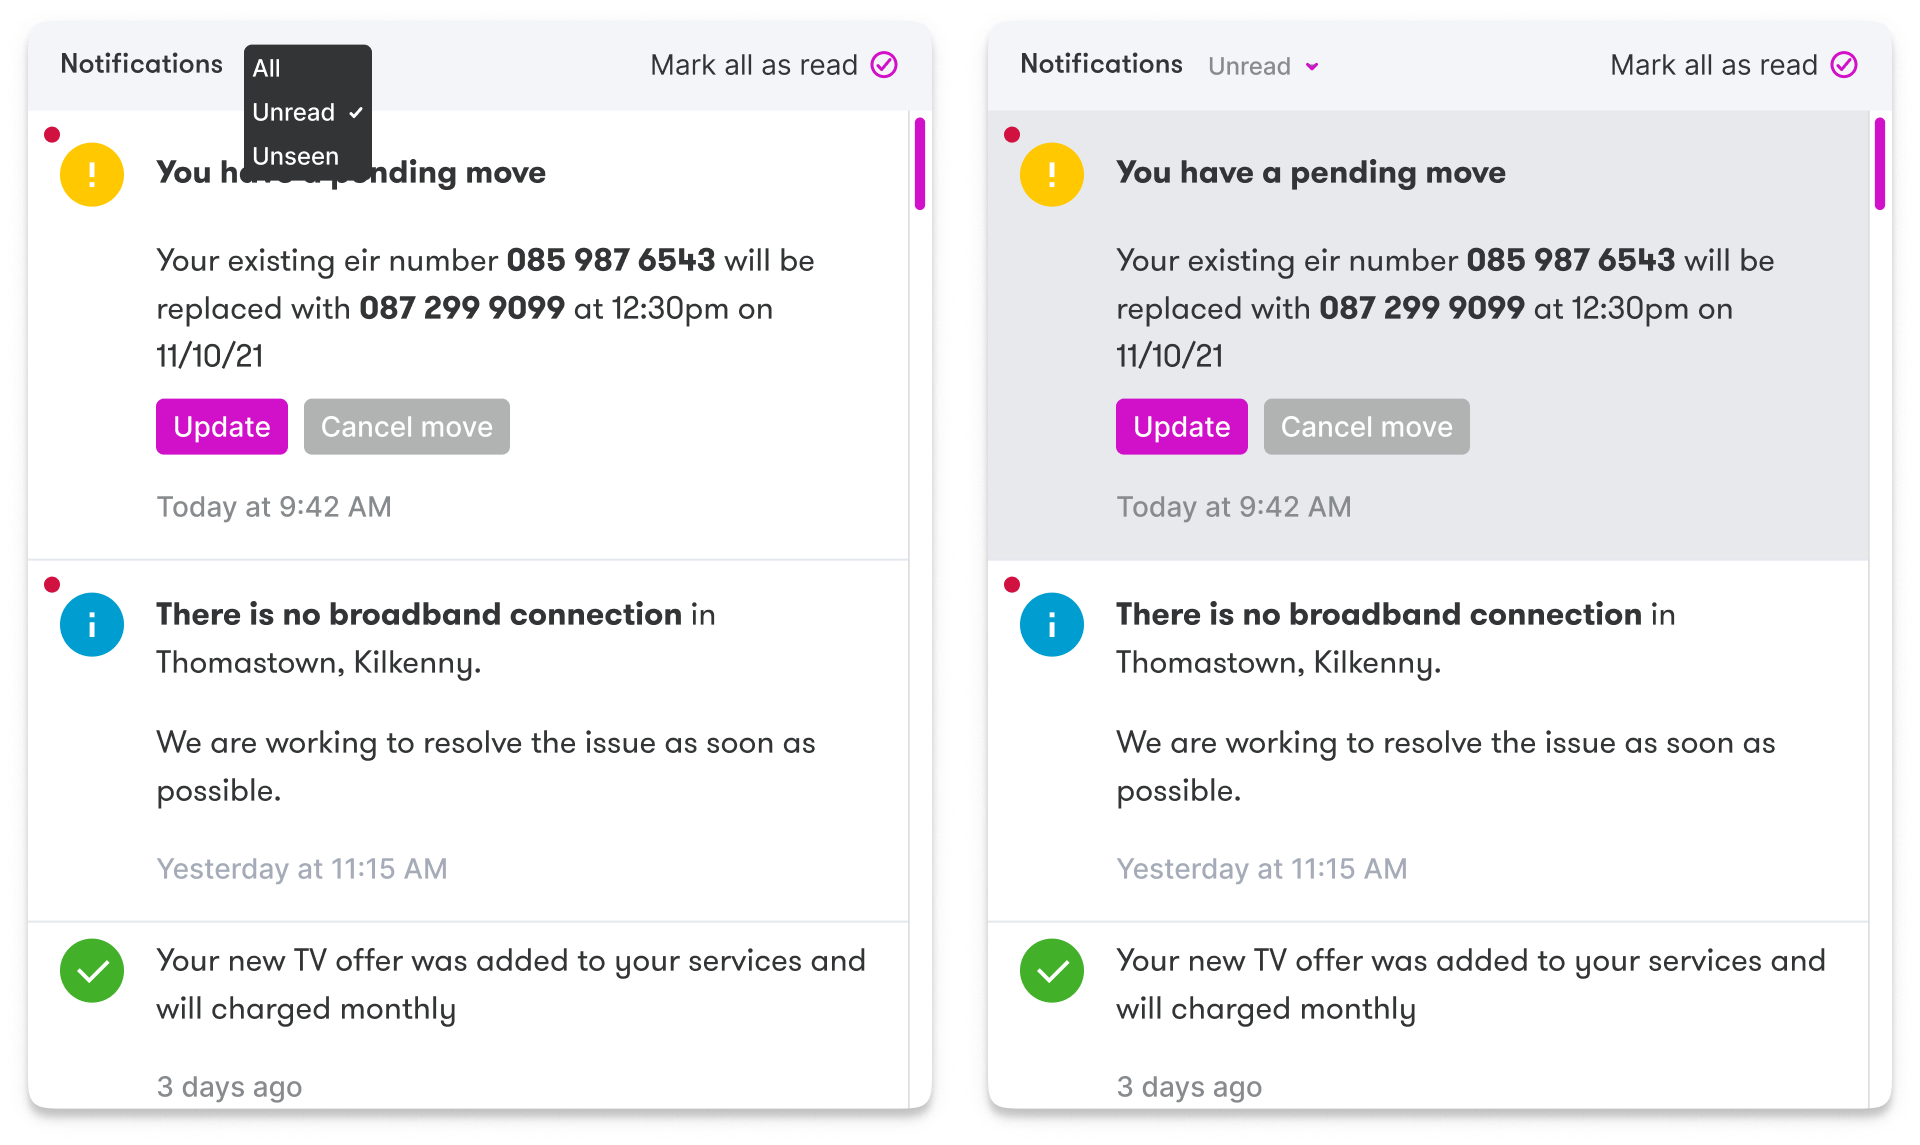 Notifications
All
Unread
Unseen
Mark all as read
You have a pending move
Your existing eir number 085 987 6543 will be
replaced with 087 299 9099 at 12:30pm on
11/10/21
Update
Cancel move
Today at 9:42 AM
There is no broadband connection in
Thomastown, Kilkenny.
We are working to resolve the issue as soon as
possible.
Yesterday at 11:15 AM
Your new TV offer was added to your services and
will charged monthly
3 days ago
Notifications
Unread
Mark all as read
You have a pending move
Your existing eir number 085 987 6543 will be
replaced with 087 299 9099 at 12:30pm on
11/10/21
Update
Cancel move
Today at 9:42 AM
There is no broadband connection in
Thomastown, Kilkenny.
We are working to resolve the issue as soon as
possible.
Yesterday at 11:15 AM
Your new TV offer was added to your services and
will charged monthly
3 days ago